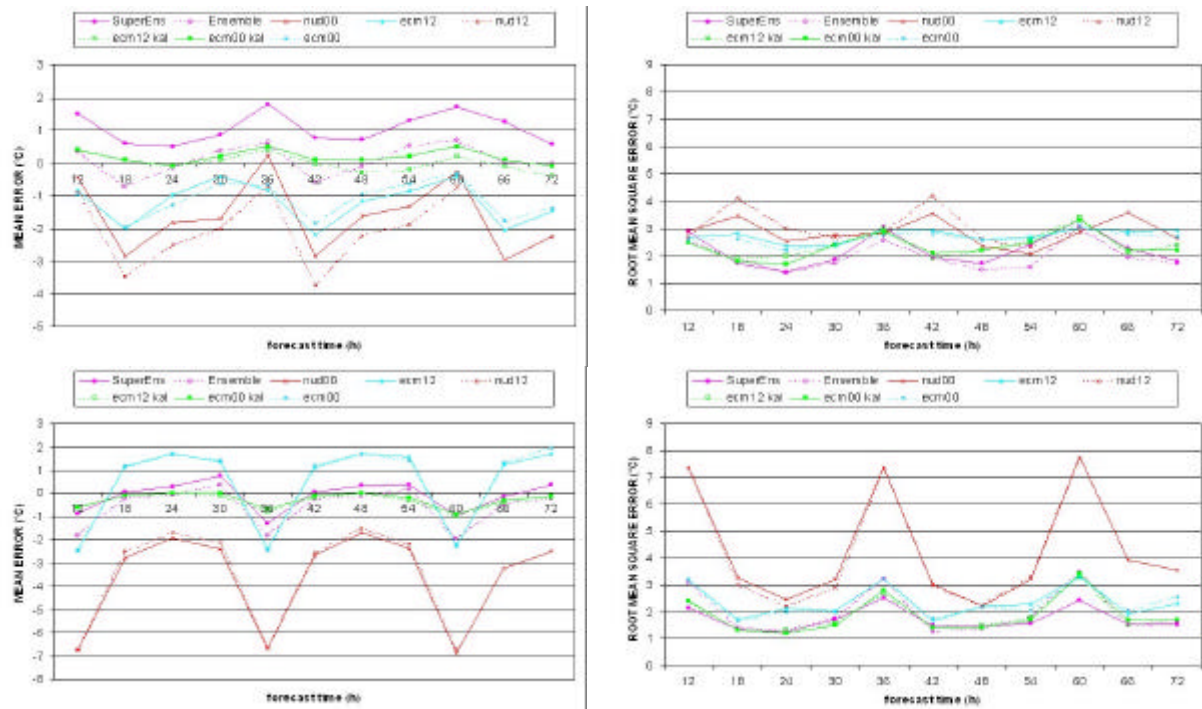 SuperEns Ensemble nud00 ecm12 nud12
ecm12 kal ecm00 kal ecm00
MEAN ERROR (°C)
3
2
1
0
-1
-2
-3
-4
-5
12 18 24 30 36 42 48 54 60 66 72
forecast time (h)
SuperEns Ensemble nud00 ecm12 nud12
ecm12 kal ecm00 kal ecm00
ROOT MEAN SQUARE ERROR (°C)
9
8
7
6
5
4
3
2
1
0
12 18 24 30 36 42 48 54 60 66 72
forecast time (h)
SuperEns Ensemble nud00 ecm12 nud12
ecm12 kal ecm00 kal ecm00
MEAN ERROR (°C)
3
2
1
0
-1
-2
-3
-4
-5
-6
-7
-8
12 18 24 30 36 42 48 54 60 66 72
forecast time (h)
SuperEns Ensemble nud00 ecm12 nud12
ecm12 kal ecm00 kal ecm00
ROOT MEAN SQUARE ERROR (°C)
9
8
7
6
5
4
3
2
1
0
12 18 24 30 36 42 48 54 60 66 72
forecast time (h)